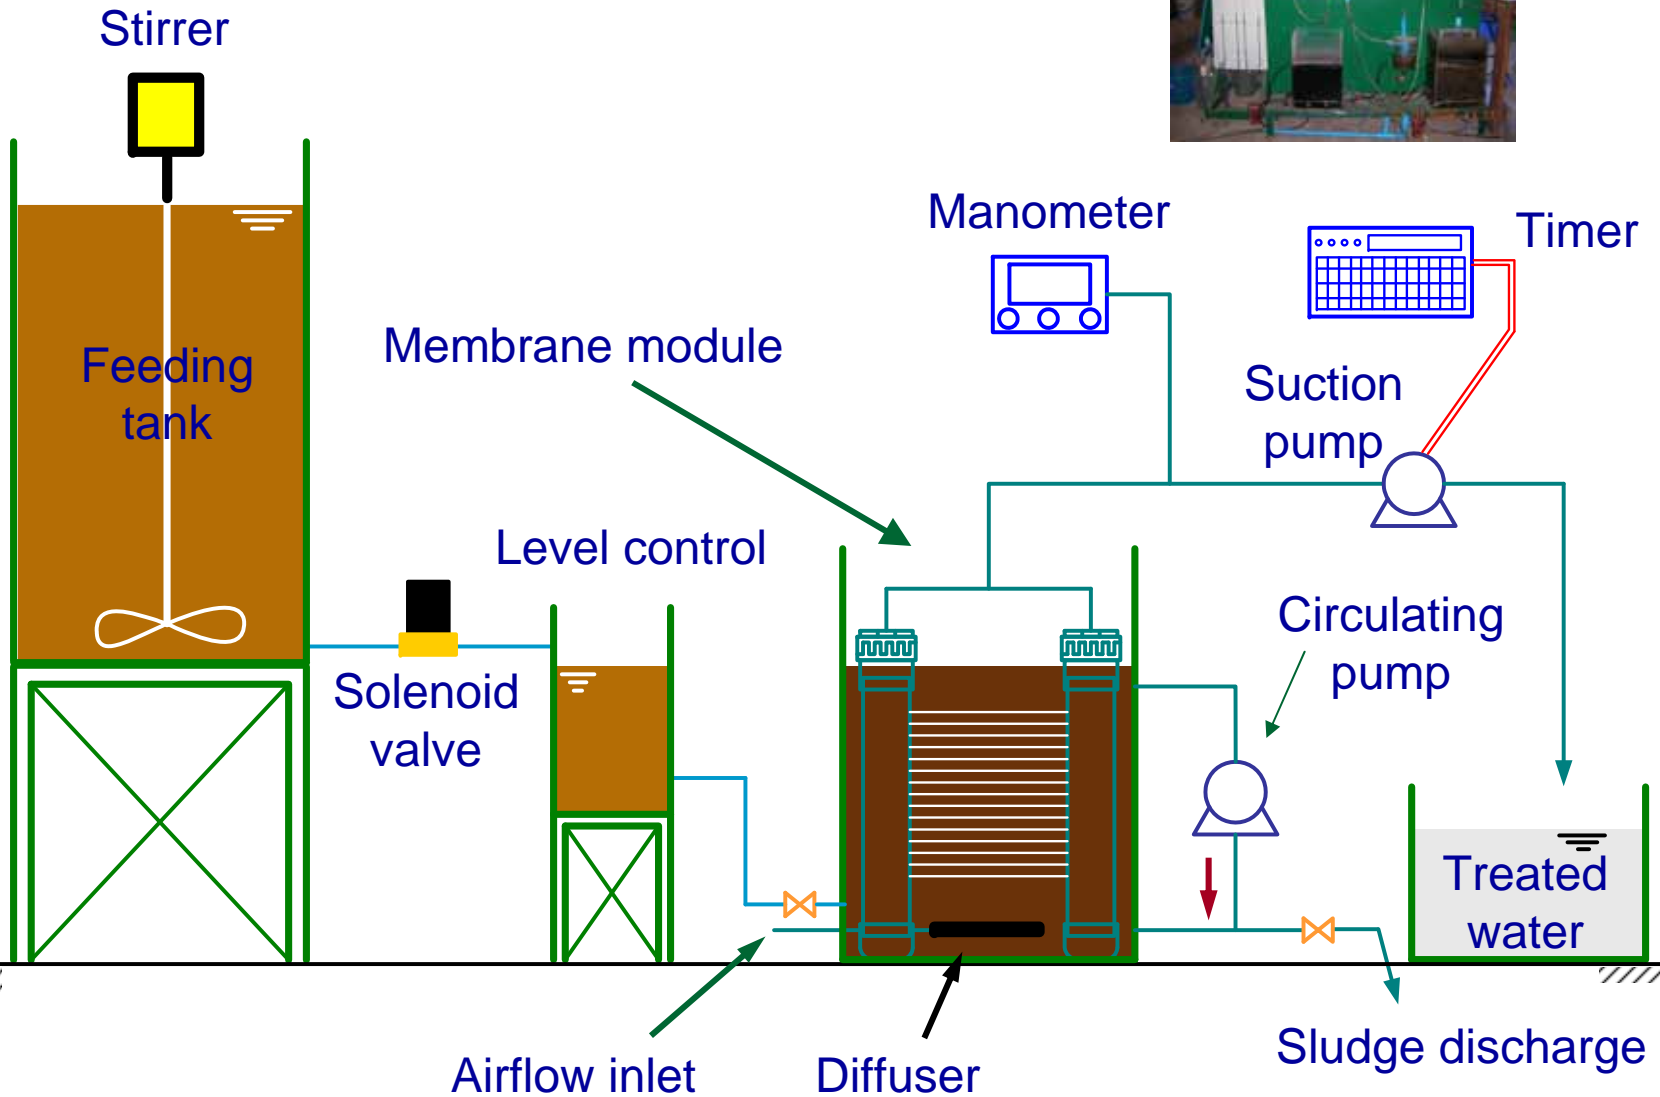 Stirrer
Manometer
Timer
Feeding
tank
Membrane module
Suction
pump
Level control
Circulating
pump
Solenoid
valve
Treated
water
Airflow inlet
Diffuser
Sludge discharge